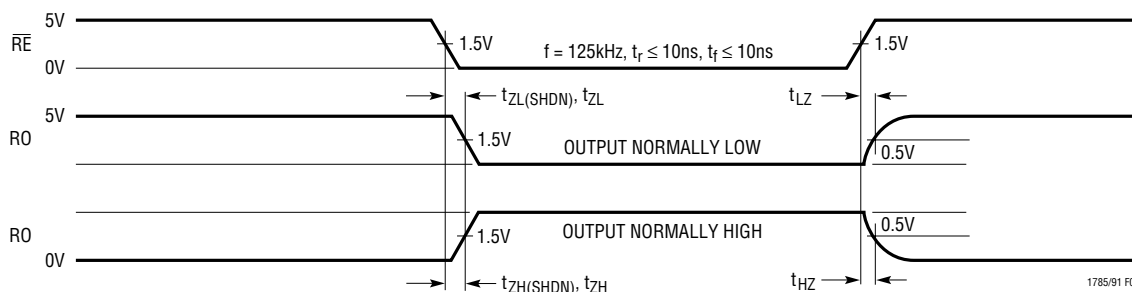 5V
RE
1.5V
f = 125kHz, tr ≤ 10ns, tf ≤ 10ns
1.5V
0V
tZL(SHDN), tZL
tLZ
5V
RO
1.5V
OUTPUT NORMALLY LOW
0.5V
RO
1.5V
OUTPUT NORMALLY HIGH
0.5V
0V
tZH(SHDN), tZH
tHZ
1785/91